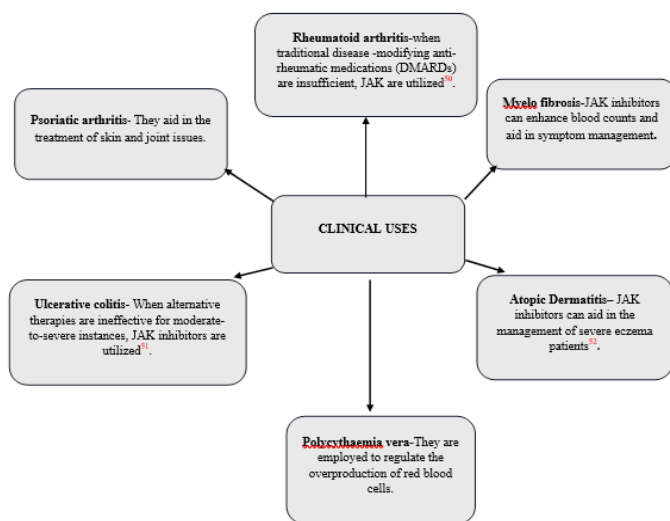 Rheumatoid arthritis-when
traditional disease -modifying anti-
rheumatic medications (DMARDs)
are insufficient, JAK are utilized50.
Psoriatic arthritis- They aid in the
treatment of skin and joint issues.
Myelo fibrosis-JAK inhibitors
can enhance blood counts and
aid in symptom management.
CLINICAL USES
Ulcerative colitis- When alternative
therapies are ineffective for moderate-
to-severe instances, JAK inhibitors are
utilized51.
Atopic Dermatitis– JAK
inhibitors can aid in the
management of severe eczema
patients52.
Polycythaemia vera-They are
employed to regulate the
overproduction of red blood
cells.